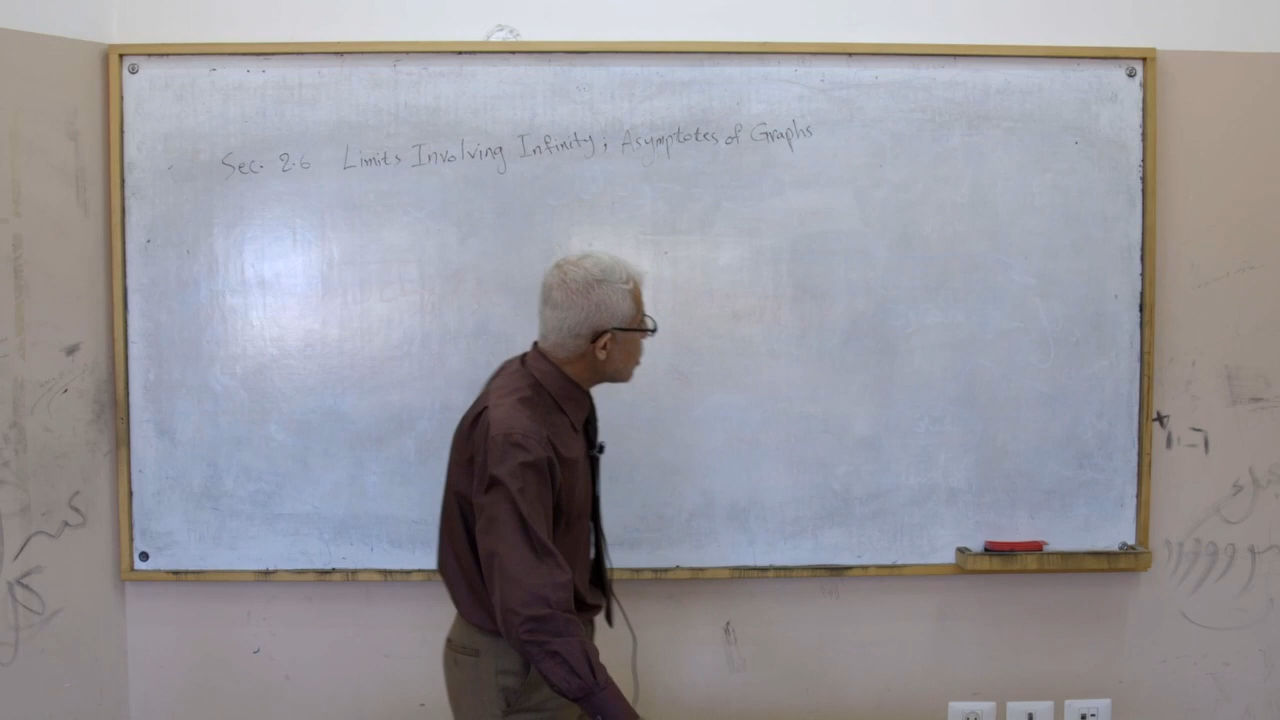 Sec. 2.6 Limits Involving Infinity; Asymptotes of Graphs